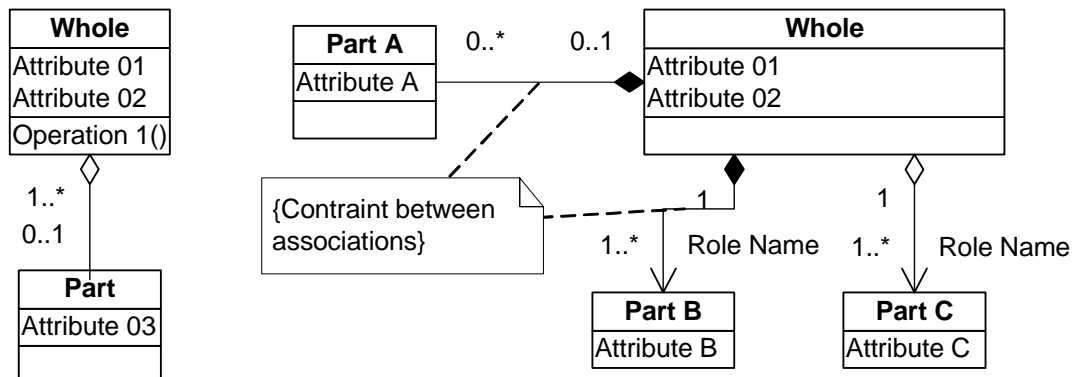 Whole
Attribute 01
Attribute 02
Operation 1()
1..*
0..1
Part
Attribute 03
Part A
Attribute A
0..*
0..1
Whole
Attribute 01
Attribute 02
{Contraint between
associations}
1
1..*
Role Name
1
1..*
Role Name
Part B
Attribute B
Part C
Attribute C